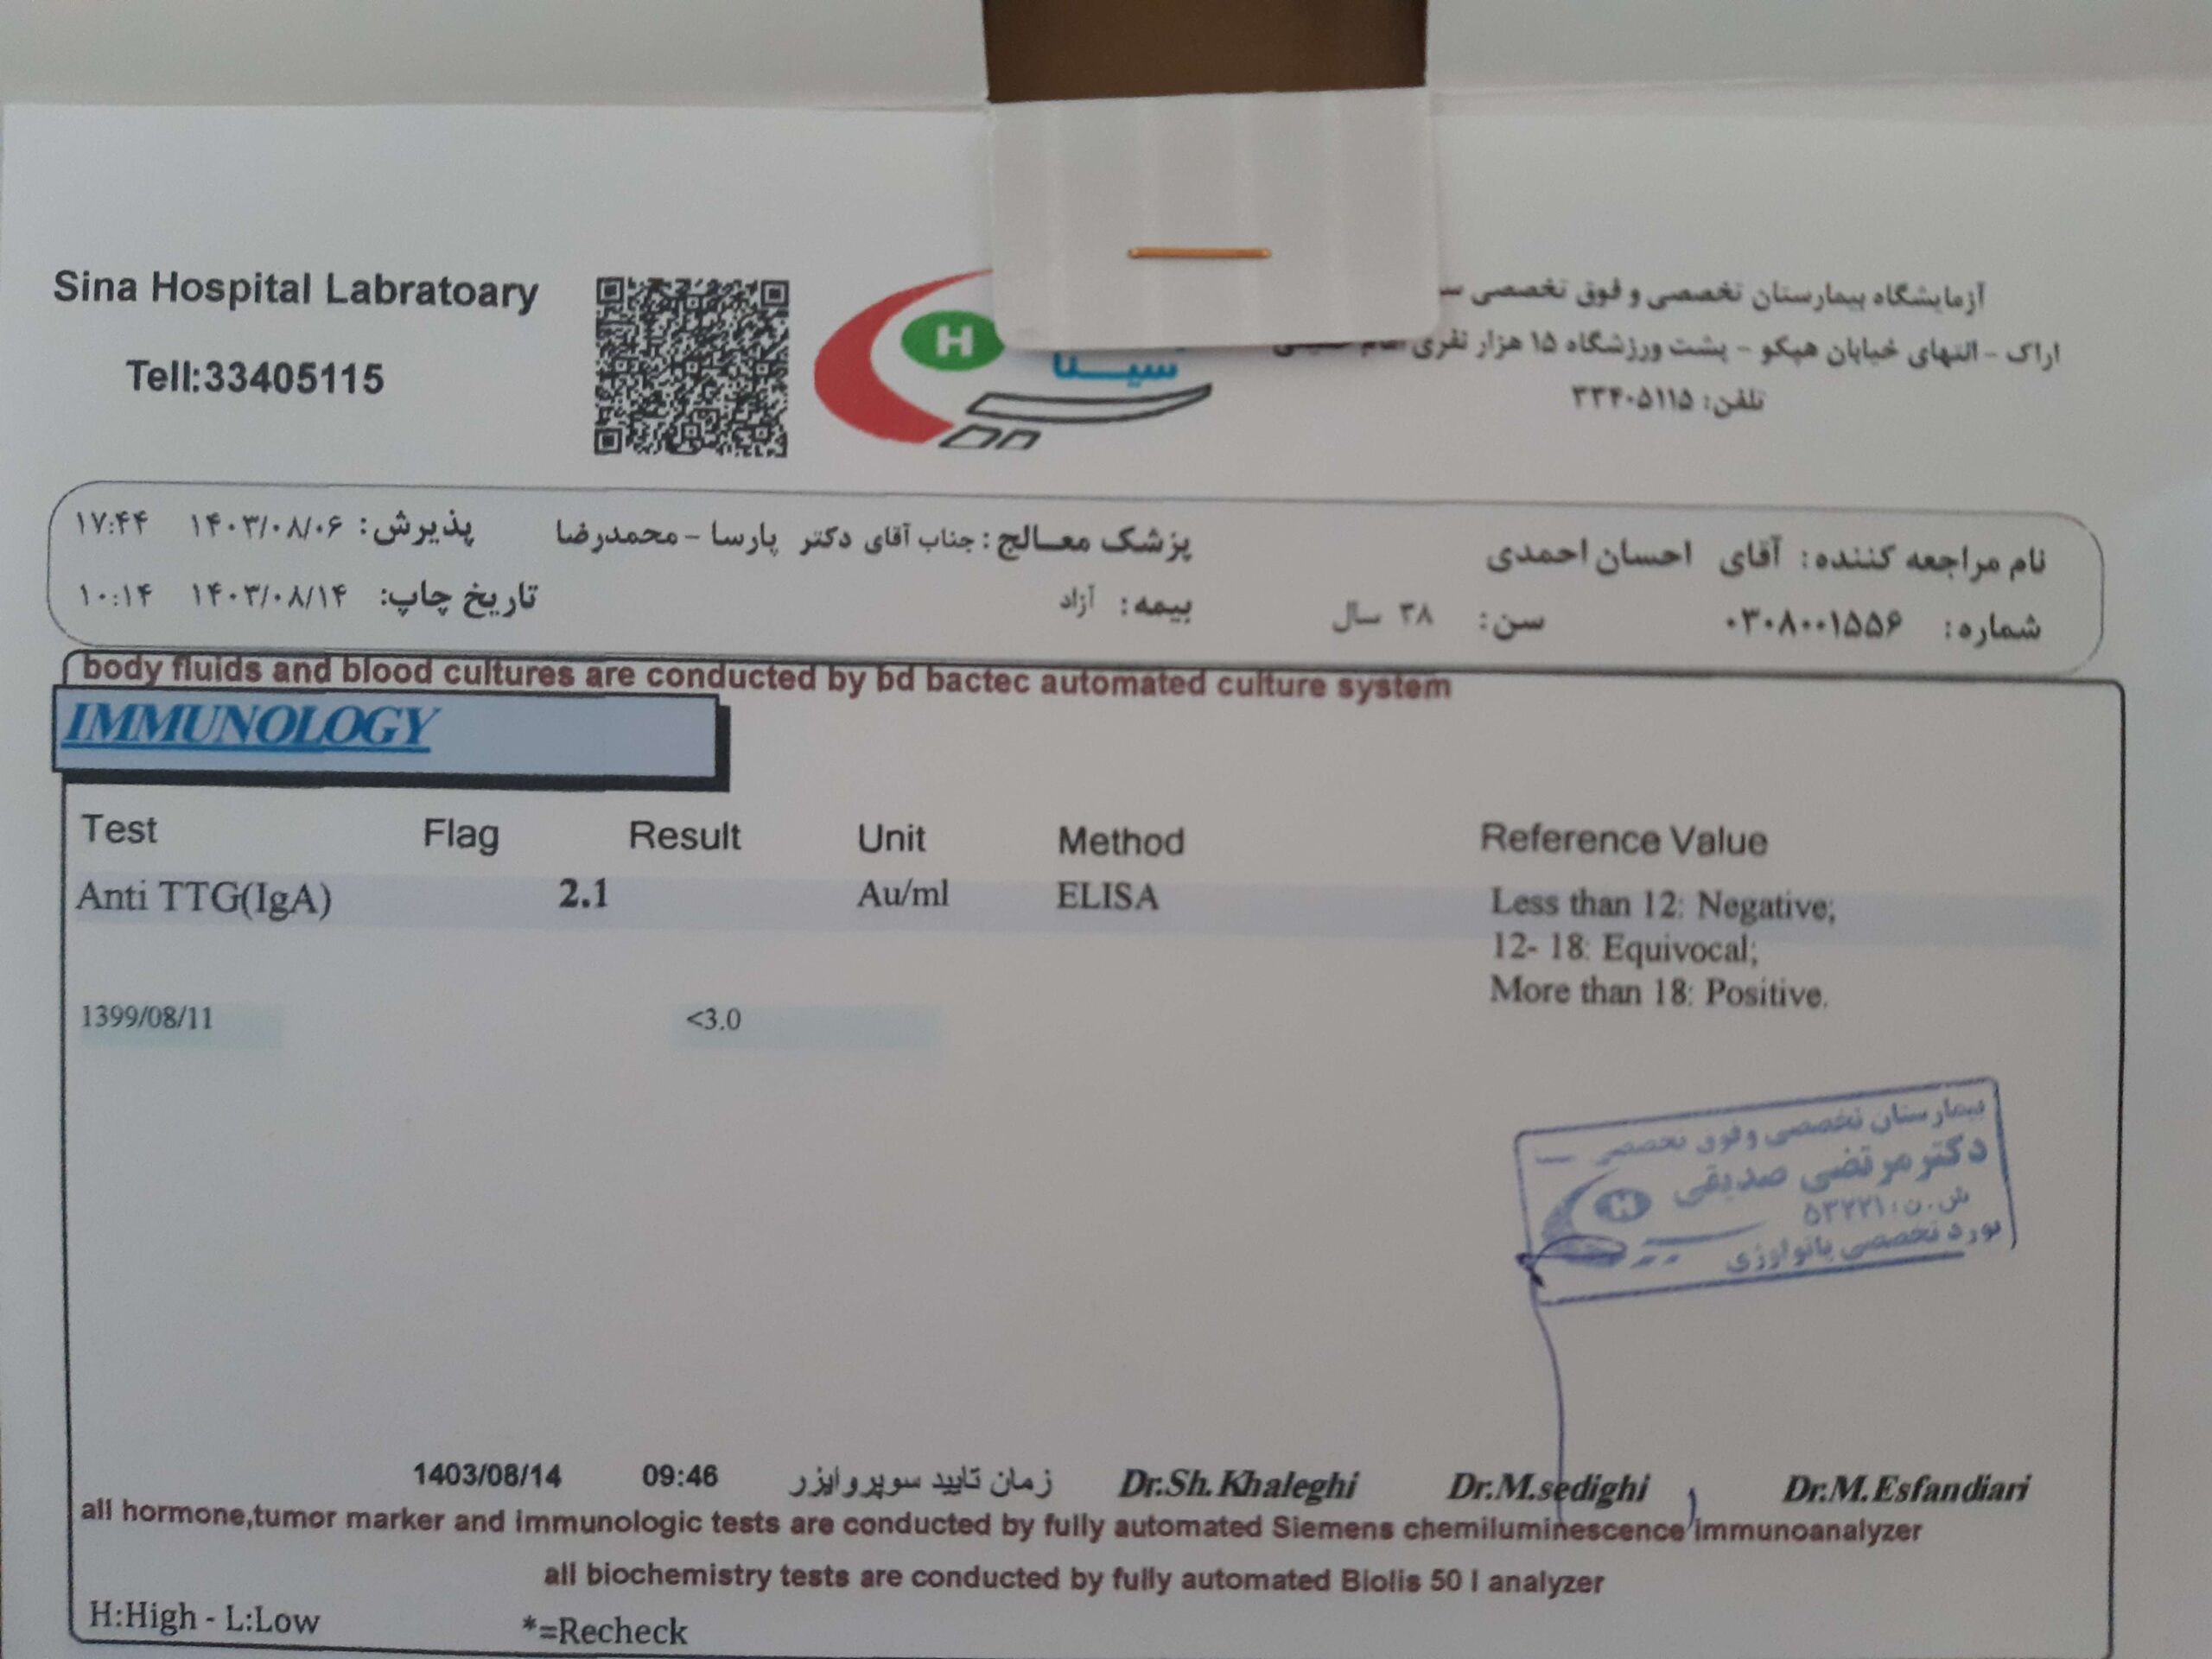 Sina Hospital Labratoary
Tell:33405115
H
سینا
آزمایشگاه بیمارستان تخصصی و فوق تخصصی
اراک - انتهای خیابان هپکو - پشت ورزشگاه ۱۵ هزار نفری امام
تلفن: ۳۳۴۰۵۱۱۵
نام مراجعه کننده: آقای احسان احمدی پزشک معالج: جناب آقای دکتر پارسا - محمدرضا پذیرش: ۱۴۰۳/۰۸/۰۶ ۱۷:۴۴
شماره: ۰۳۰۸۰۰۱۵۵۶ سن: ۳۸ سال بیمه: آزاد تاریخ چاپ: ۱۴۰۳/۰۸/۱۴ ۱۰:۱۴
body fluids and blood cultures are conducted by bd bactec automated culture system
IMMUNOLOGY
Test Flag Result Unit Method Reference Value
Anti TTG(IgA) 2.1 Au/ml ELISA Less than 12: Negative;
12- 18: Equivocal;
More than 18: Positive.
1399/08/11 <3.0
بیمارستان تخصصی و فوق تخصصی
دکتر مرتضی صدیقی
ش.ن: ۵۳۲۲۱
بورد تخصصی پاتولوژی
1403/08/14 09:46 زمان تایید سوپروایزر Dr.Sh.Khaleghi Dr.M.sedighi Dr.M.Esfandiari
all hormone,tumor marker and immunologic tests are conducted by fully automated Siemens chemiluminescence immunoanalyzer
all biochemistry tests are conducted by fully automated Biolis 50 I analyzer
H:High - L:Low *=Recheck